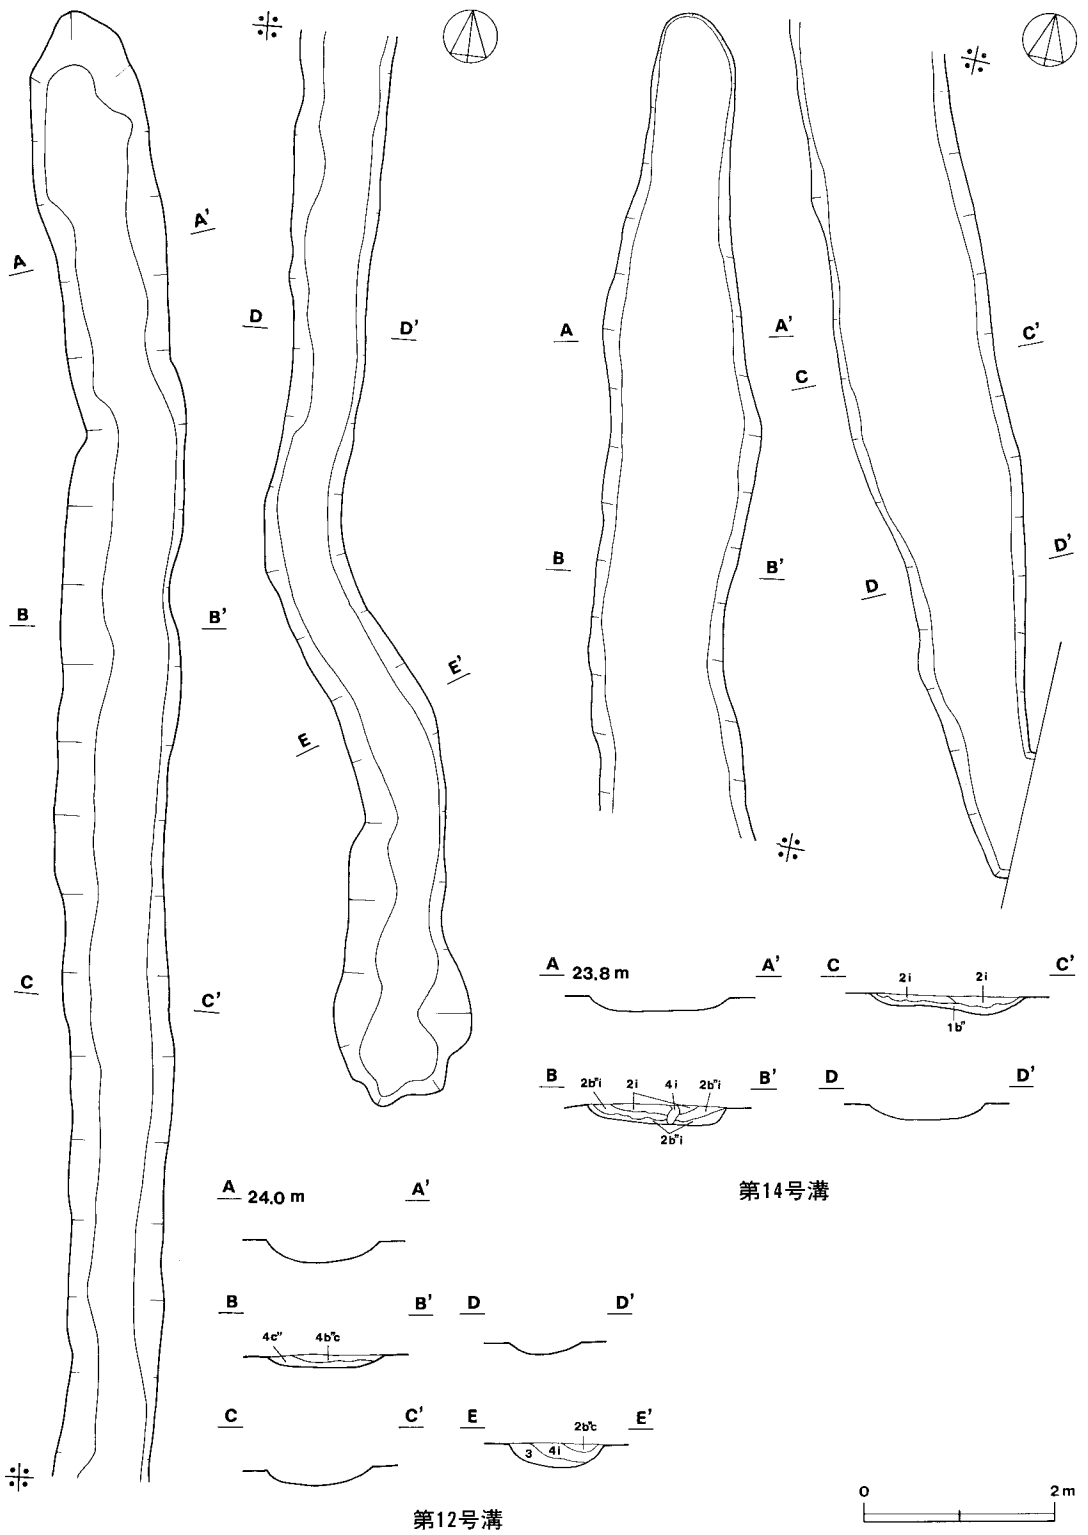 A A'
B B'
C C'
D D'
E E'
A A'
B B'
C C'
D D'
A 23.8 m A'
C C'
2i 2i
1b"
B B'
2b"i 2i 4i 2b"i
2b"i
D D'
第14号溝
A 24.0 m A'
B B'
4c" 4b"c
D D'
C C'
E E'
2b"c
3 4i
第12号溝
0 2 m